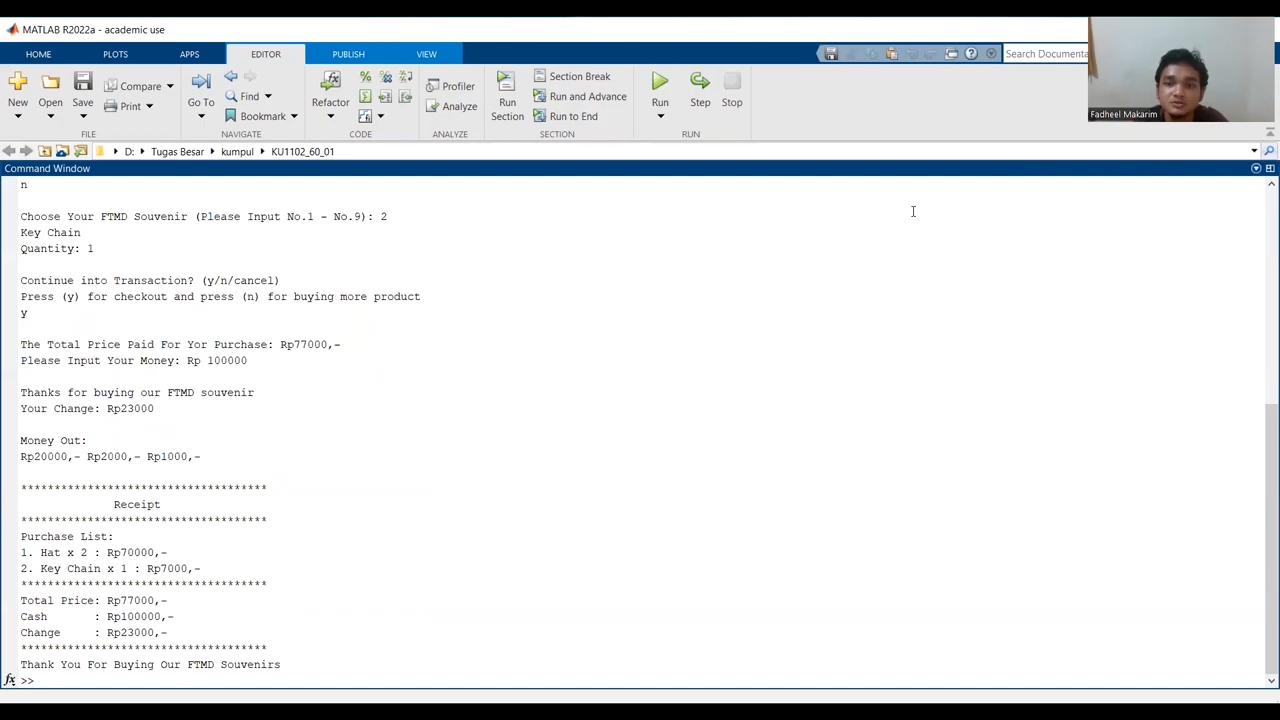 MATLAB R2022a - academic use
HOME PLOTS APPS EDITOR PUBLISH VIEW
Search Documenta
New Open Save Compare Print
Go To Find Bookmark
Refactor
Profiler Analyze
Run Section
Section Break
Run and Advance
Run to End
Run Step Stop
FILE NAVIGATE CODE ANALYZE SECTION RUN
Fadheel Makarim
D: Tugas Besar kumpul KU1102_60_01
Command Window
n
Choose Your FTMD Souvenir (Please Input No.1 - No.9): 2
Key Chain
Quantity: 1
Continue into Transaction? (y/n/cancel)
Press (y) for checkout and press (n) for buying more product
y
The Total Price Paid For Yor Purchase: Rp77000,-
Please Input Your Money: Rp 100000
Thanks for buying our FTMD souvenir
Your Change: Rp23000
Money Out:
Rp20000,- Rp2000,- Rp1000,-
*************************************
Receipt
*************************************
Purchase List:
1. Hat x 2 : Rp70000,-
2. Key Chain x 1 : Rp7000,-
*************************************
Total Price: Rp77000,-
Cash : Rp100000,-
Change : Rp23000,-
*************************************
Thank You For Buying Our FTMD Souvenirs
fx >>